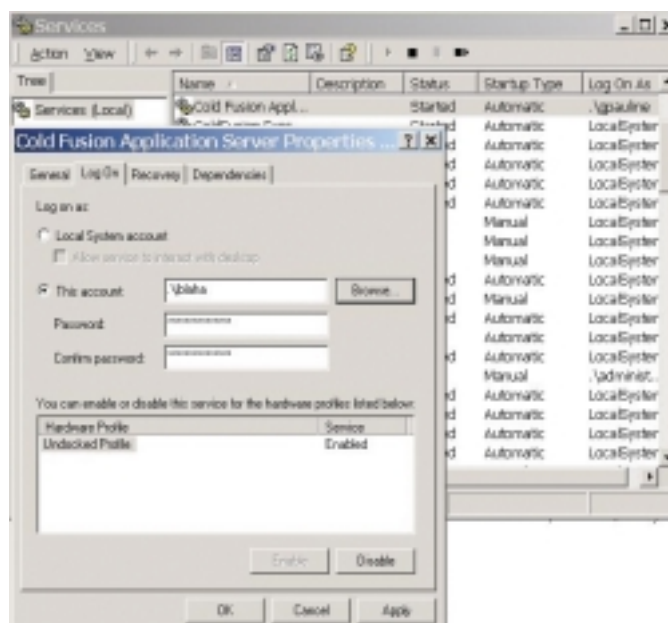 Services
Action View
Tree
Name Description Status Startup Type Log On As
Services (Local)
Cold Fusion Appl... Started Automatic .\gpauline
Started Automatic LocalSystem
Cold Fusion Application Server Properties ...
Automatic LocalSystem
General Log On Recovery Dependencies
Automatic LocalSystem
Automatic LocalSystem
Log on as:
Manual LocalSystem
Local System account
Manual LocalSystem
Allow service to interact with desktop
Manual LocalSystem
Automatic LocalSystem
This account: .\blaha Browse...
Manual LocalSystem
Password:
Automatic LocalSystem
Automatic LocalSystem
Confirm password:
Automatic LocalSystem
Manual .\administ...
You can enable or disable this service for the hardware profiles listed below:
Automatic LocalSystem
Hardware Profile Service
Automatic LocalSystem
Undocked Profile Enabled
Automatic LocalSystem
Automatic LocalSystem
Enable Disable
OK Cancel Apply